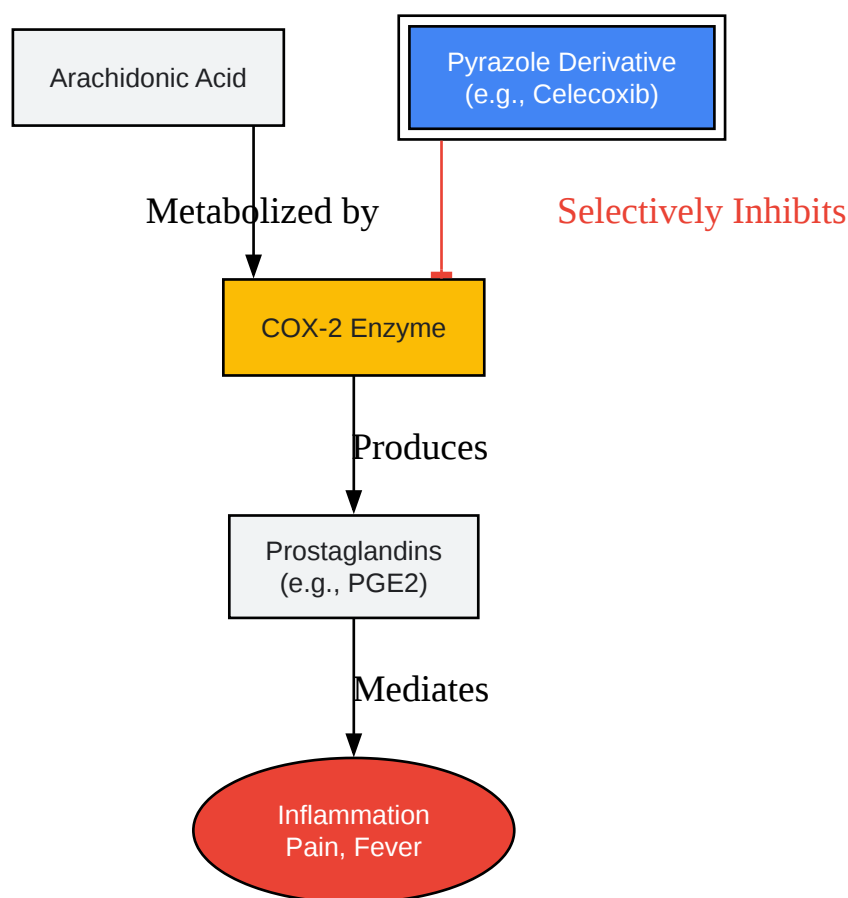 Arachidonic Acid
Pyrazole Derivative
(e.g., Celecoxib)
Metabolized by
Selectively Inhibits
COX-2 Enzyme
Produces
Prostaglandins
(e.g., PGE2)
Mediates
Inflammation
Pain, Fever